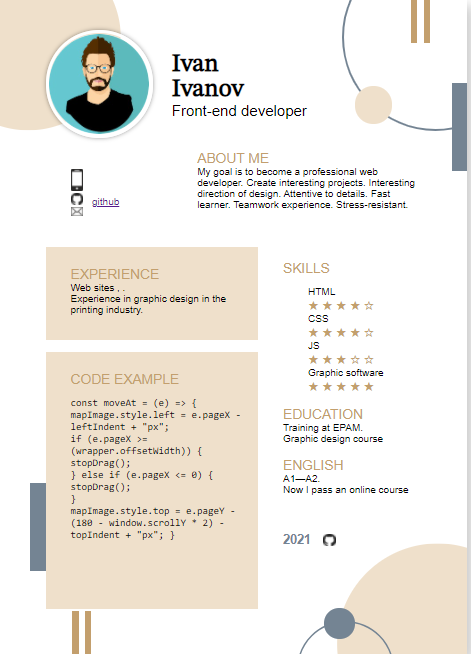 Ivan
Ivanov
Front-end developer
ABOUT ME
My goal is to become a professional web
developer. Create interesting projects. Interesting
direction of design. Attentive to details. Fast
learner. Teamwork experience. Stress-resistant.
github
EXPERIENCE
Web sites , .
Experience in graphic design in the
printing industry.
CODE EXAMPLE
const moveAt = (e) => {
mapImage.style.left = e.pageX -
leftIndent + "px";
if (e.pageX >=
(wrapper.offsetWidth)) {
stopDrag();
} else if (e.pageX <= 0) {
stopDrag();
}
mapImage.style.top = e.pageY -
(180 - window.scrollY * 2) -
topIndent + "px"; }
SKILLS
HTML
★ ★ ★ ★ ☆
CSS
★ ★ ★ ★ ☆
JS
★ ★ ★ ☆ ☆
Graphic software
★ ★ ★ ★ ★
EDUCATION
Training at EPAM.
Graphic design course
ENGLISH
A1—A2.
Now I pass an online course
2021